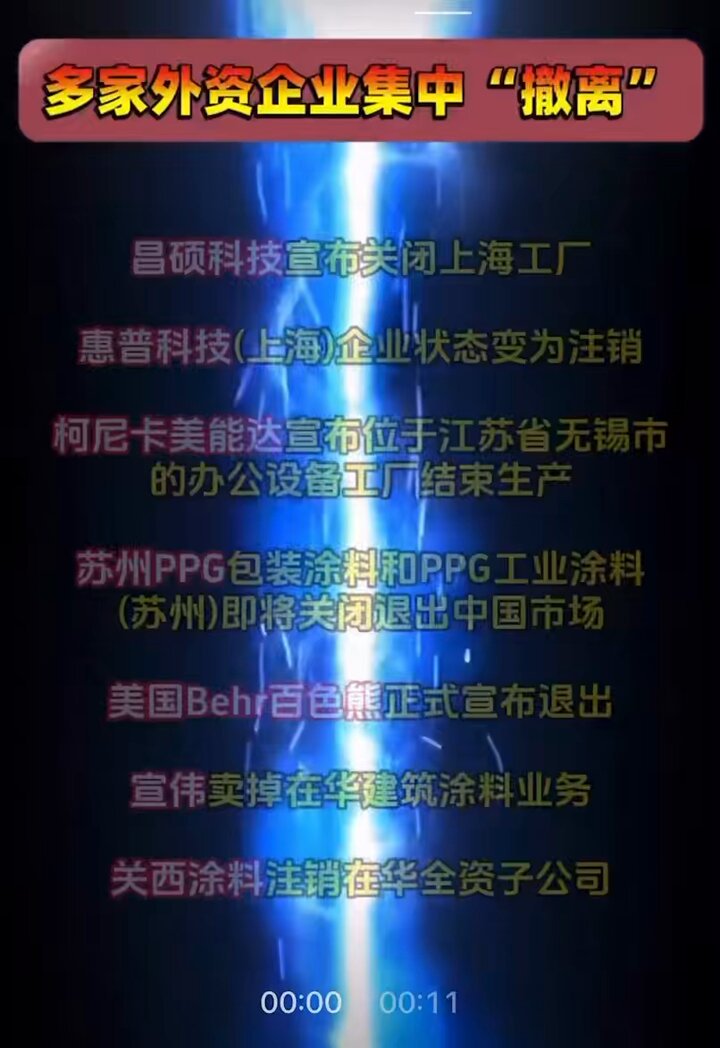 多家外资企业集中“撤离”
昌硕科技宣布关闭上海工厂
惠普科技(上海)企业状态变为注销
柯尼卡美能达宣布位于江苏省无锡市
的办公设备工厂结束生产
苏州PPG包装涂料和PPG工业涂料
(苏州)即将关闭退出中国市场
美国Behr百色熊正式宣布退出
宣伟卖掉在华建筑涂料业务
关西涂料注销在华全资子公司
00:00 00:11